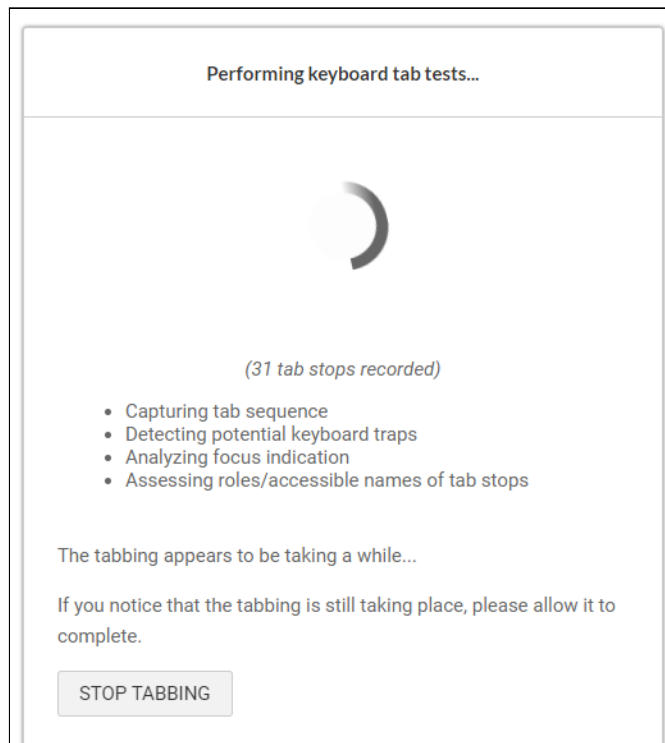 Performing keyboard tab tests...
(31 tab stops recorded)
• Capturing tab sequence
• Detecting potential keyboard traps
• Analyzing focus indication
• Assessing roles/accessible names of tab stops
The tabbing appears to be taking a while...
If you notice that the tabbing is still taking place, please allow it to
complete.
STOP TABBING